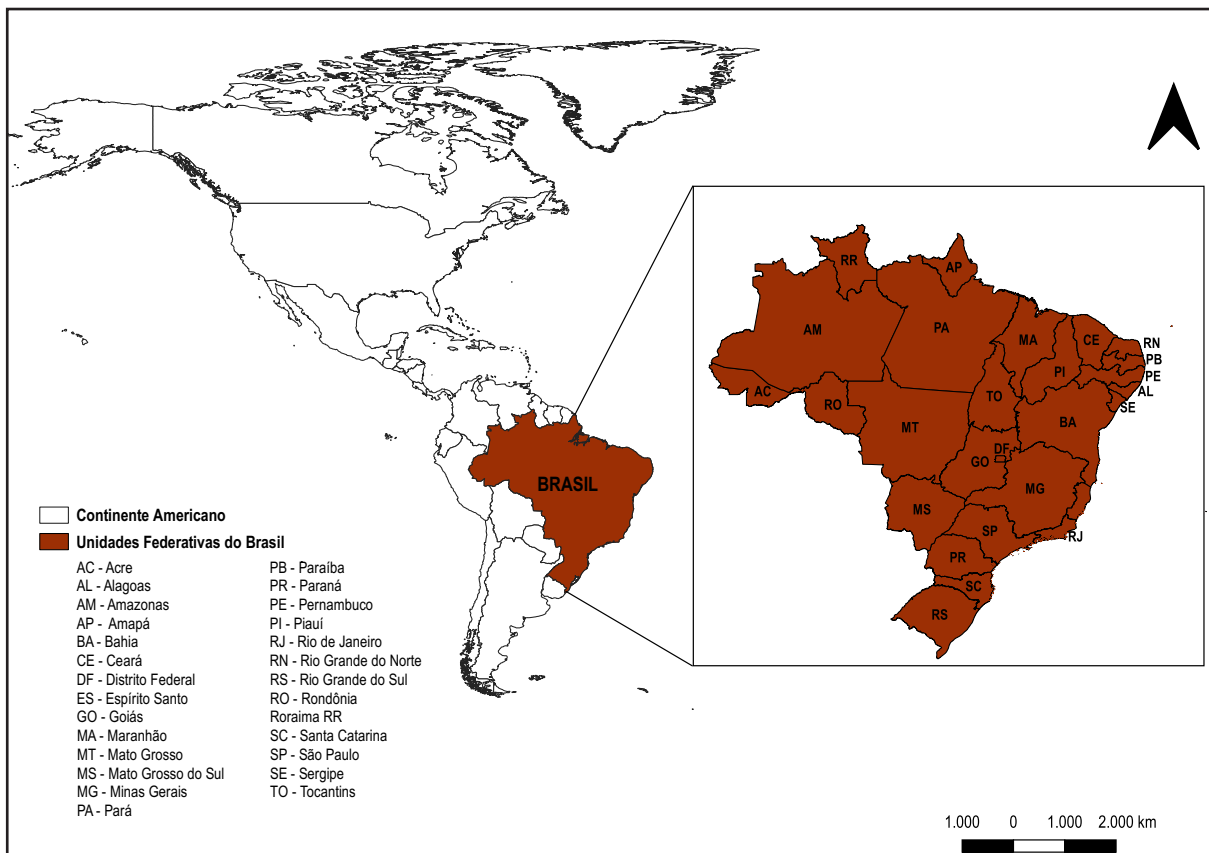 BRASIL
RR
AP
AM
PA
MA
CE
RN
PB
PE
AL
SE
PI
AC
RO
TO
BA
MT
DF
GO
MG
MS
SP
RJ
PR
SC
RS
Continente Americano
Unidades Federativas do Brasil
AC - Acre
AL - Alagoas
AM - Amazonas
AP - Amapá
BA - Bahia
CE - Ceará
DF - Distrito Federal
ES - Espírito Santo
GO - Goiás
MA - Maranhão
MT - Mato Grosso
MS - Mato Grosso do Sul
MG - Minas Gerais
PA - Pará
PB - Paraíba
PR - Paraná
PE - Pernambuco
PI - Piauí
RJ - Rio de Janeiro
RN - Rio Grande do Norte
RS - Rio Grande do Sul
RO - Rondônia
Roraima RR
SC - Santa Catarina
SP - São Paulo
SE - Sergipe
TO - Tocantins
1.000 0 1.000 2.000 km